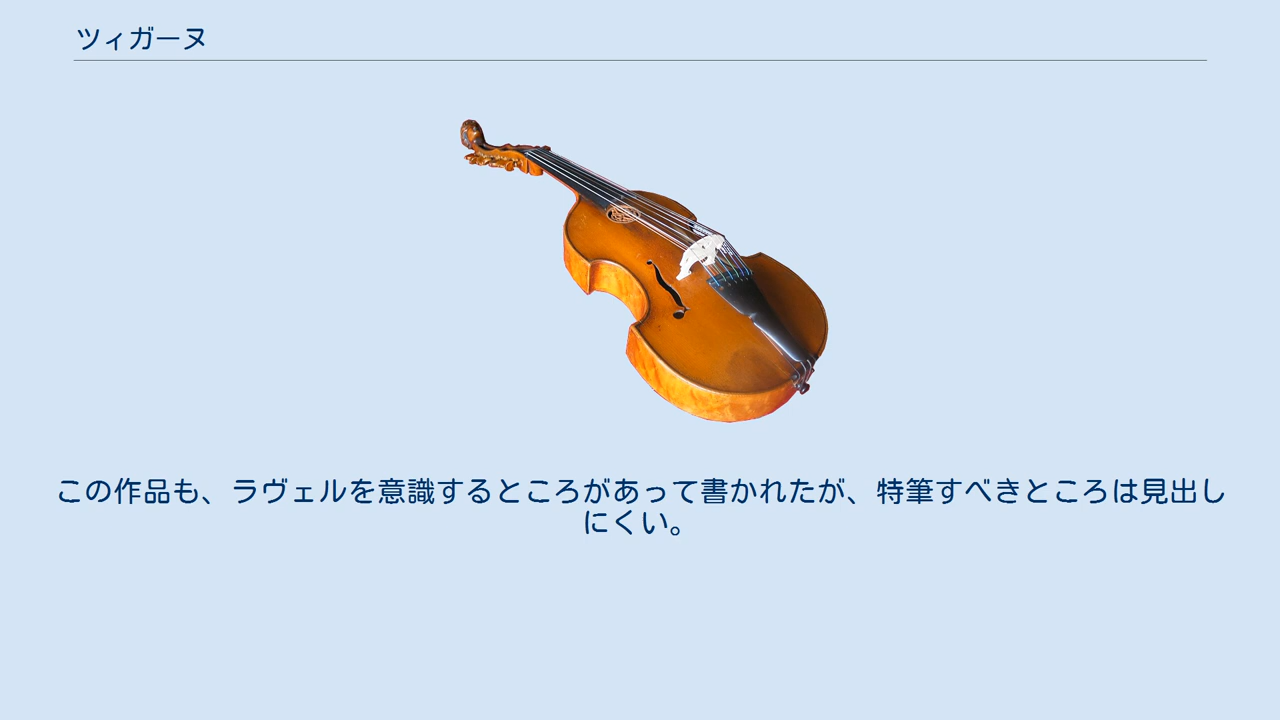 ツィガーヌ
この作品も、ラヴェルを意識するところがあって書かれたが、特筆すべきところは見出し
にくい。